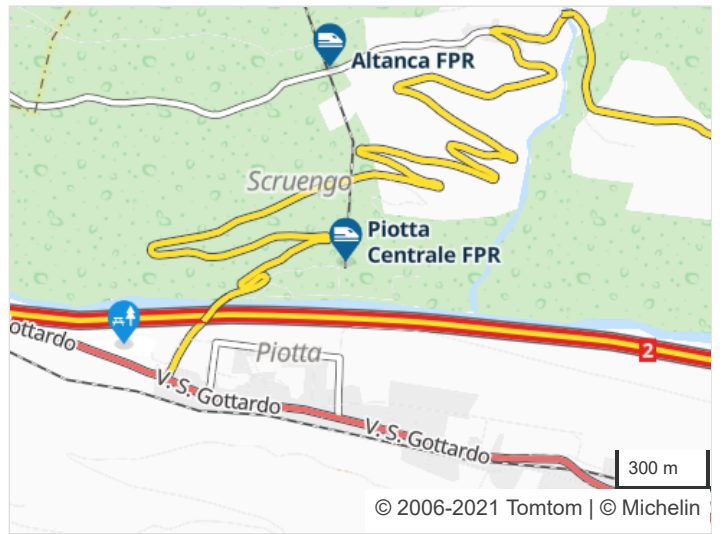 Altanca FPR
Scruengo
Piotta
Centrale FPR
ottardo
Piotta
2
V. S. Gottardo
V. S. Gottardo
300 m
© 2006-2021 Tomtom | © Michelin